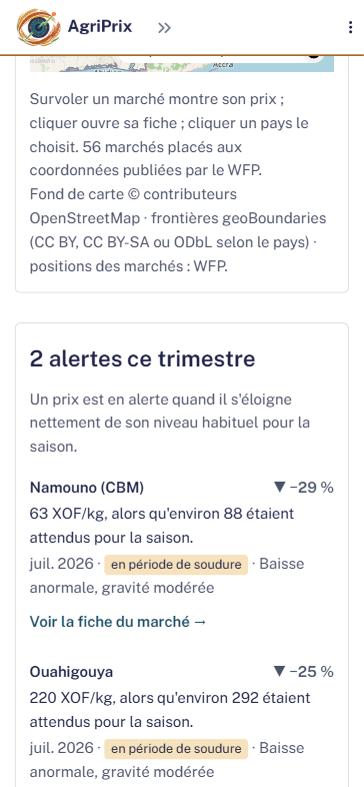 AgriPrix
Accra
Survoler un marché montre son prix ;
cliquer ouvre sa fiche ; cliquer un pays le
choisit. 56 marchés placés aux
coordonnées publiées par le WFP.
Fond de carte © contributeurs
OpenStreetMap · frontières geoBoundaries
(CC BY, CC BY-SA ou ODbL selon le pays) ·
positions des marchés : WFP.
2 alertes ce trimestre
Un prix est en alerte quand il s'éloigne
nettement de son niveau habituel pour la
saison.
Namouno (CBM) ▼ −29 %
63 XOF/kg, alors qu'environ 88 étaient
attendus pour la saison.
juil. 2026 · en période de soudure · Baisse
anormale, gravité modérée
Voir la fiche du marché →
Ouahigouya ▼ −25 %
220 XOF/kg, alors qu'environ 292 étaient
attendus pour la saison.
juil. 2026 · en période de soudure · Baisse
anormale, gravité modérée